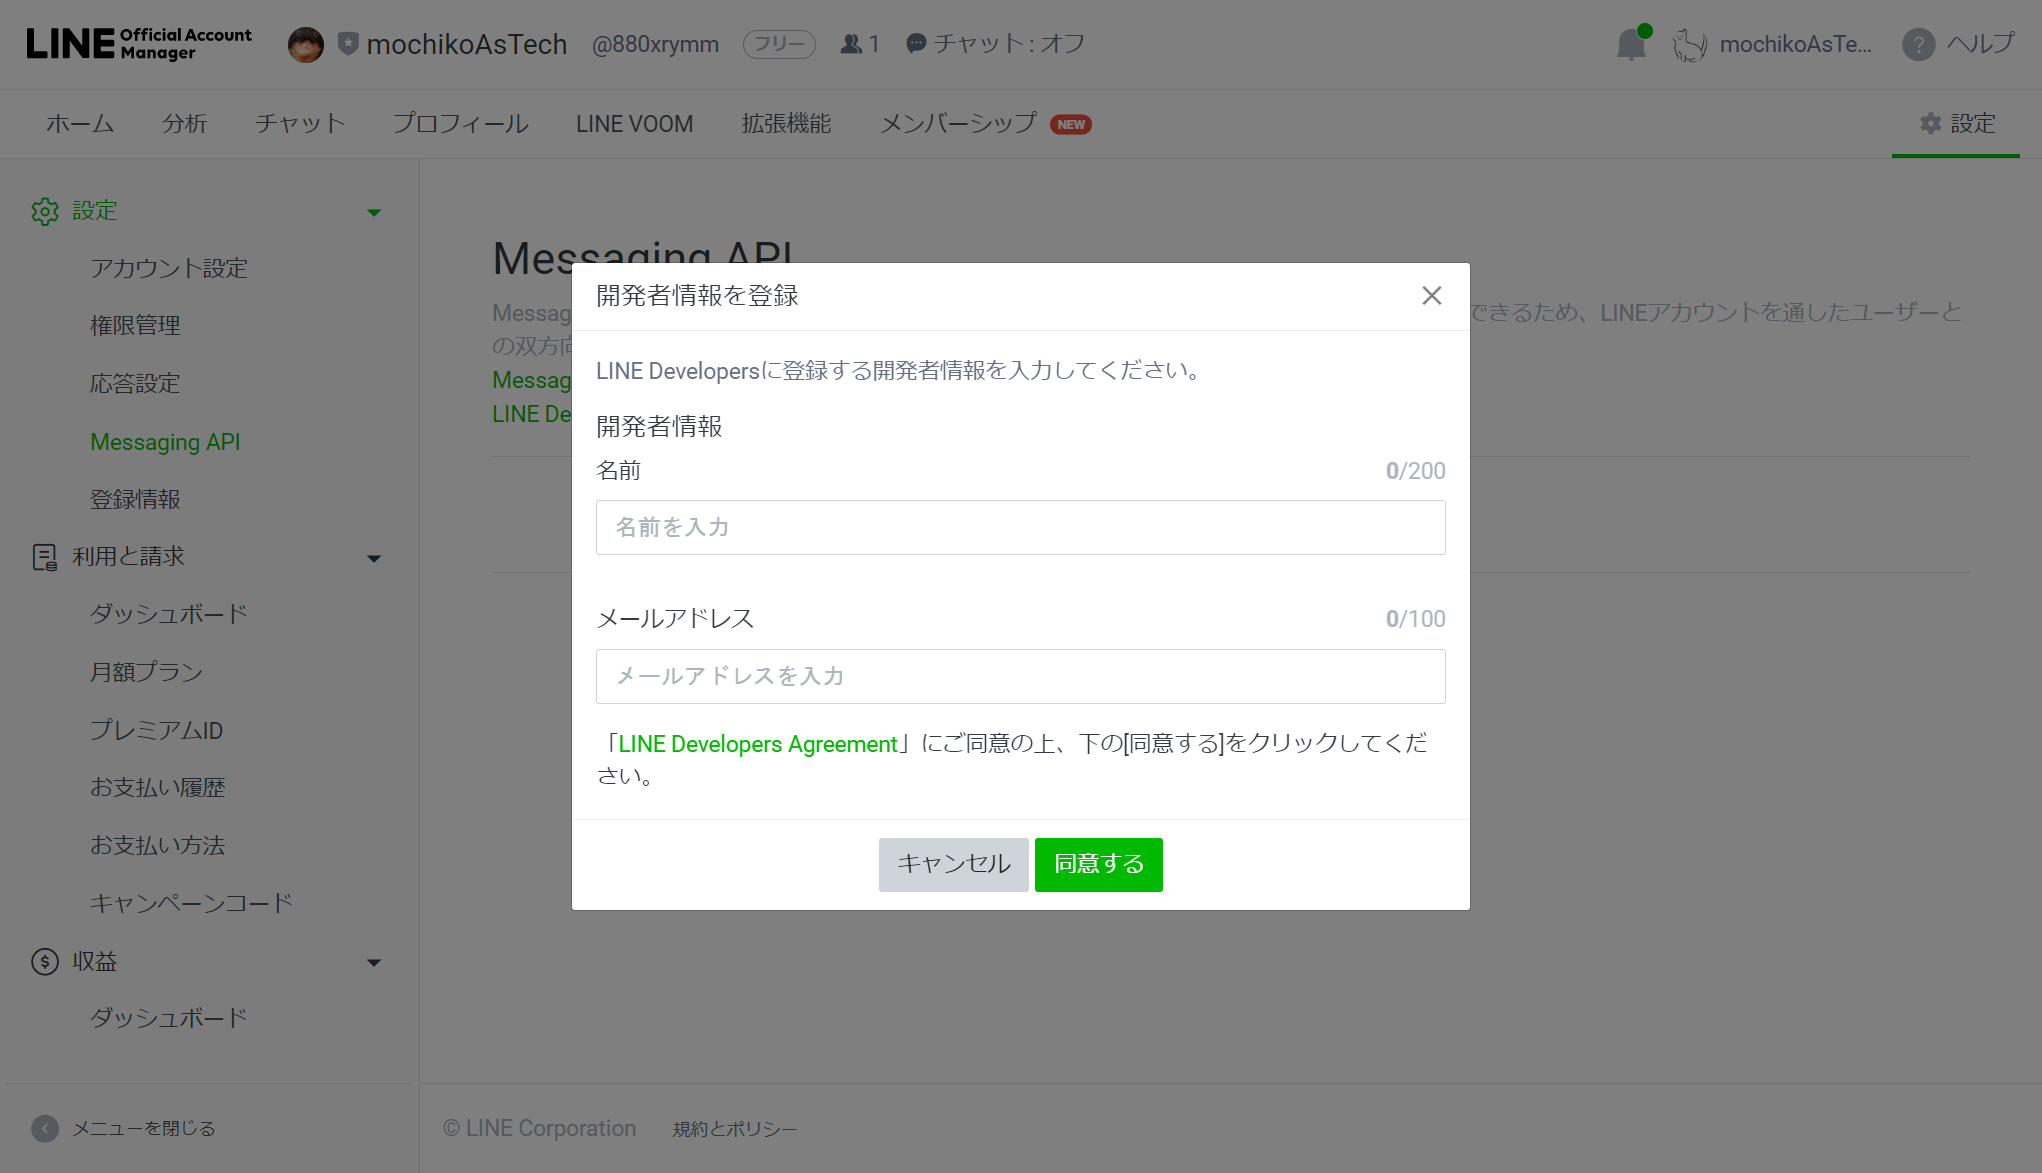 LINE Official Account Manager
mochikoAsTech @880xrymm フリー 1 チャット : オフ
mochikoAsTe... ? ヘルプ
ホーム 分析 チャット プロフィール LINE VOOM 拡張機能 メンバーシップ NEW 設定
設定
アカウント設定
権限管理
応答設定
Messaging API
登録情報
利用と請求
ダッシュボード
月額プラン
プレミアムID
お支払い履歴
お支払い方法
キャンペーンコード
収益
ダッシュボード
メニューを閉じる
Messaging API
Messag
できるため、LINEアカウントを通したユーザーと
の双方向
Messag
LINE De
開発者情報を登録
LINE Developersに登録する開発者情報を入力してください。
開発者情報
名前 0/200
名前を入力
メールアドレス 0/100
メールアドレスを入力
「LINE Developers Agreement」にご同意の上、下の[同意する]をクリックしてくだ
さい。
キャンセル 同意する
© LINE Corporation 規約とポリシー